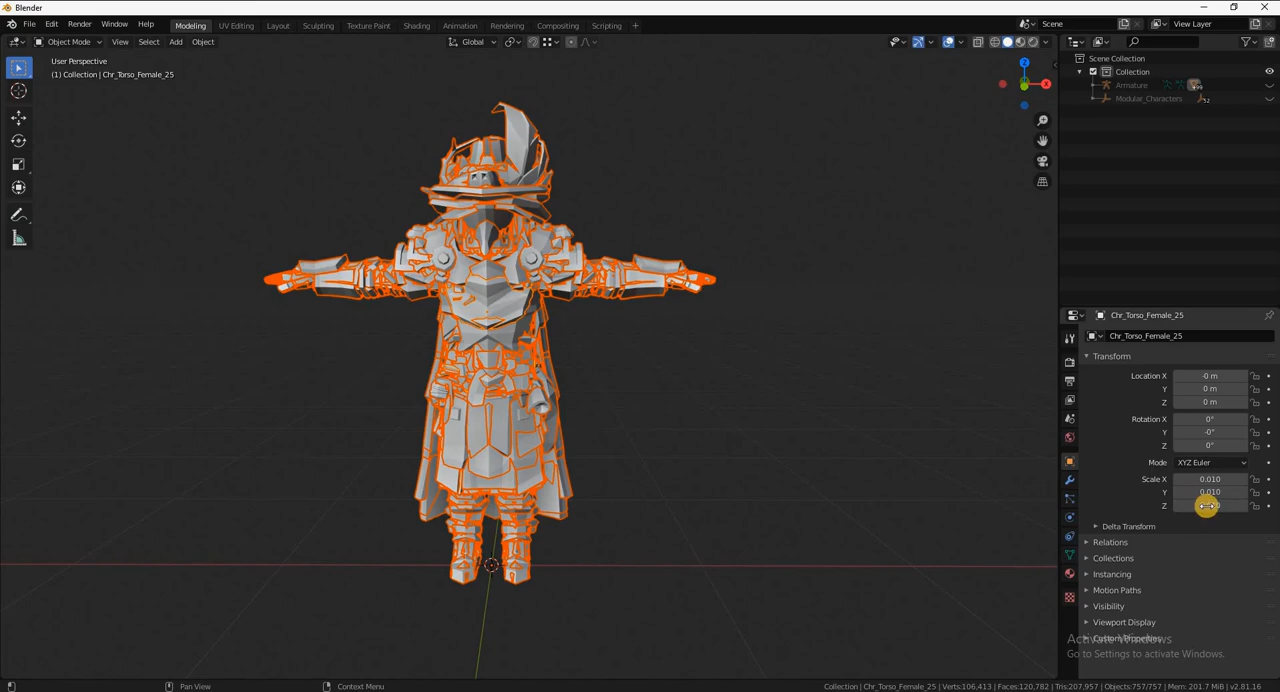 Blender
File Edit Render Window Help Modeling UV Editing Layout Sculpting Texture Paint Shading Animation Rendering Compositing Scripting + Scene View Layer
Object Mode View Select Add Object Global
User Perspective
(1) Collection | Chr_Torso_Female_25
Z
X
Scene Collection
Collection
Armature 99
Modular_Characters 52
Chr_Torso_Female_25
Chr_Torso_Female_25
Transform
Location X -0 m
Y 0 m
Z 0 m
Rotation X 0°
Y -0°
Z 0°
Mode XYZ Euler
Scale X 0.010
Y 0.010
Z
Delta Transform
Relations
Collections
Instancing
Motion Paths
Visibility
Viewport Display
Custom Properties
Activate Windows
Go to Settings to activate Windows.
Pan View Context Menu Collection | Chr_Torso_Female_25 | Verts:106,413 | Faces:120,782 | Tris:207,957 | Objects:757/757 | Mem: 201.7 MiB | v2.81.16